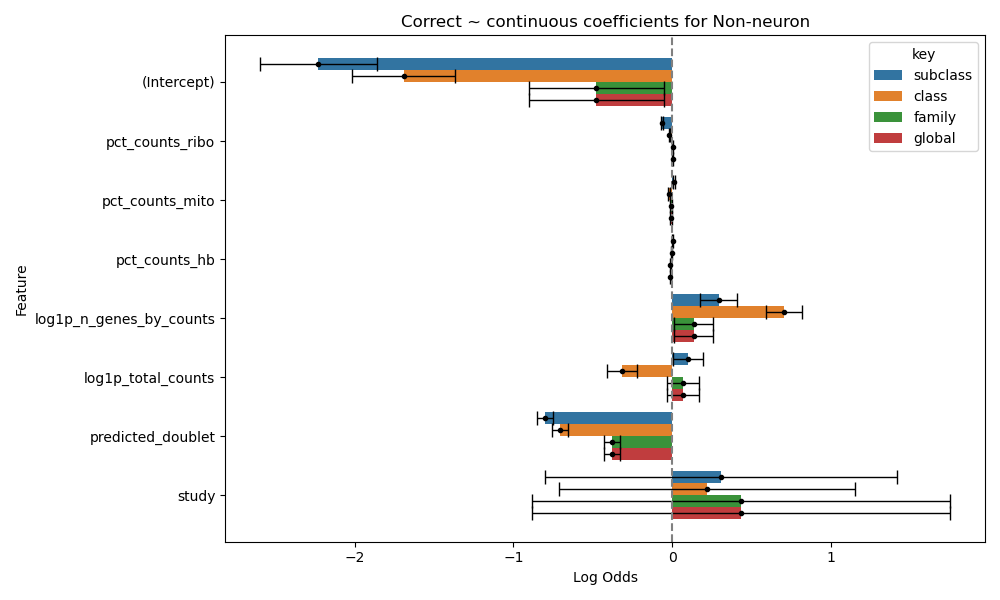 Correct ~ continuous coefficients for Non-neuron
key
subclass
class
family
global
Feature
(Intercept)
pct_counts_ribo
pct_counts_mito
pct_counts_hb
log1p_n_genes_by_counts
log1p_total_counts
predicted_doublet
study
−2
−1
0
1
Log Odds